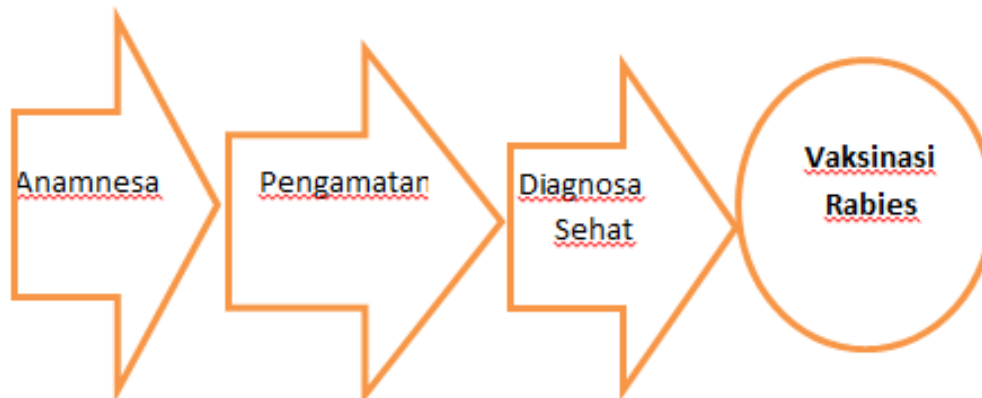 Anamnesa
Pengamatan
Diagnosa
Sehat
Vaksinasi
Rabies